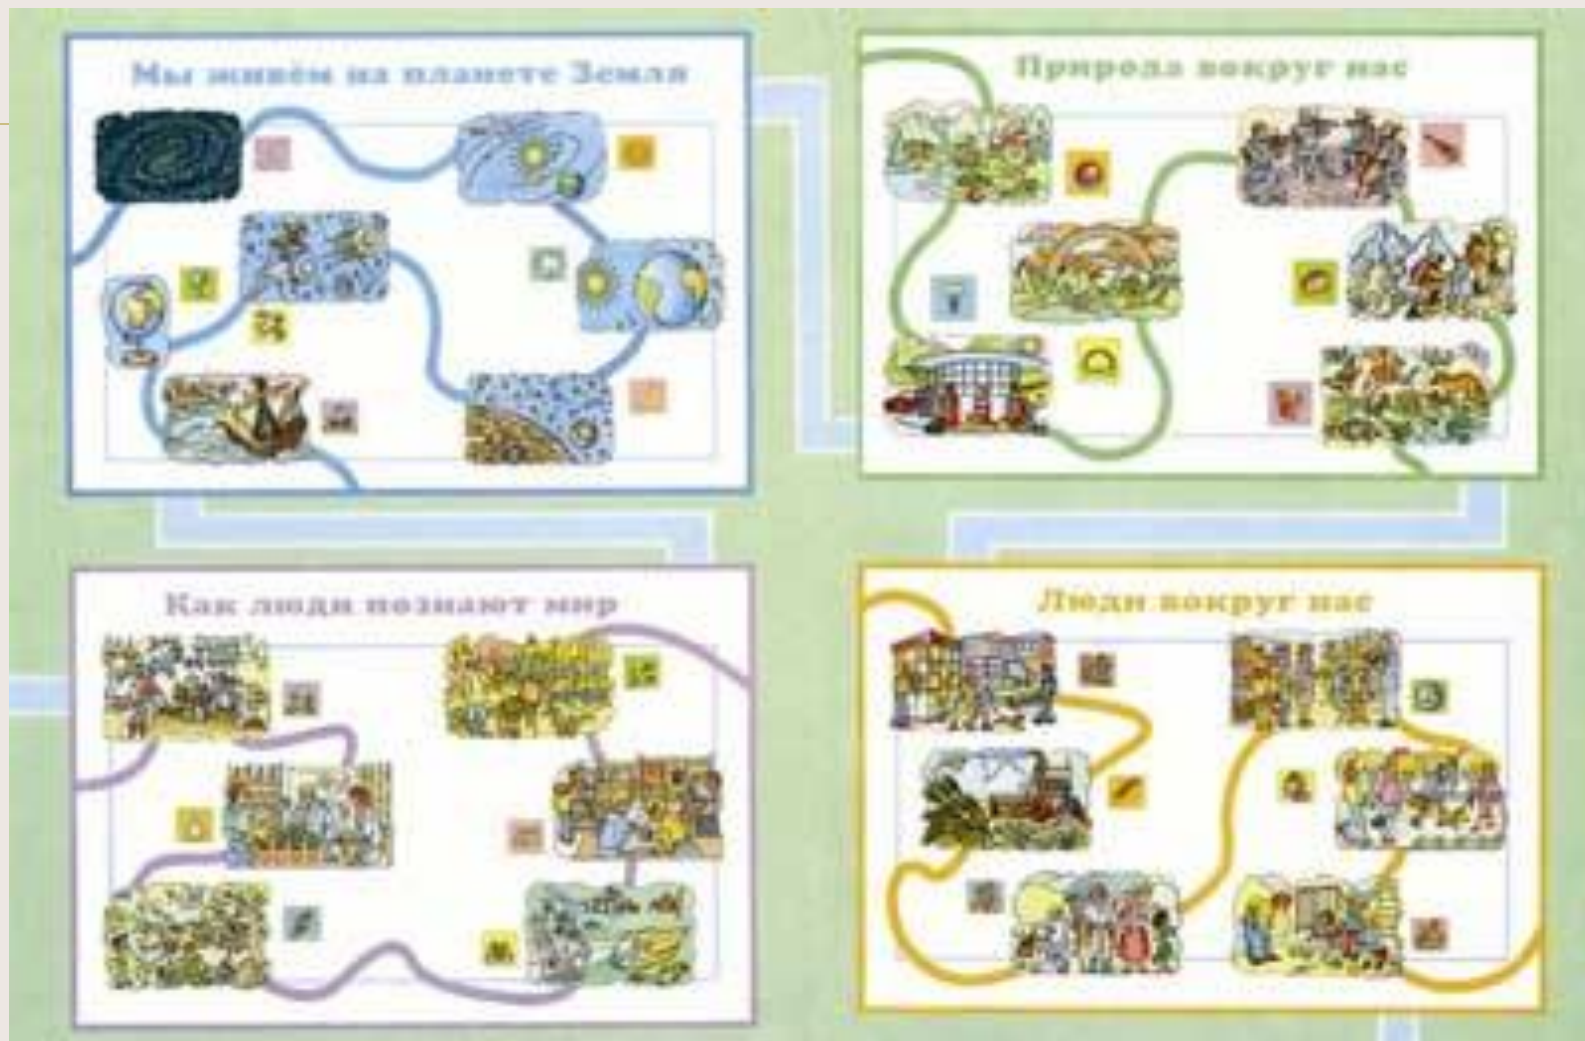 Мы живём на планете Земля
Природа вокруг нас
Как люди познают мир
Люди вокруг нас